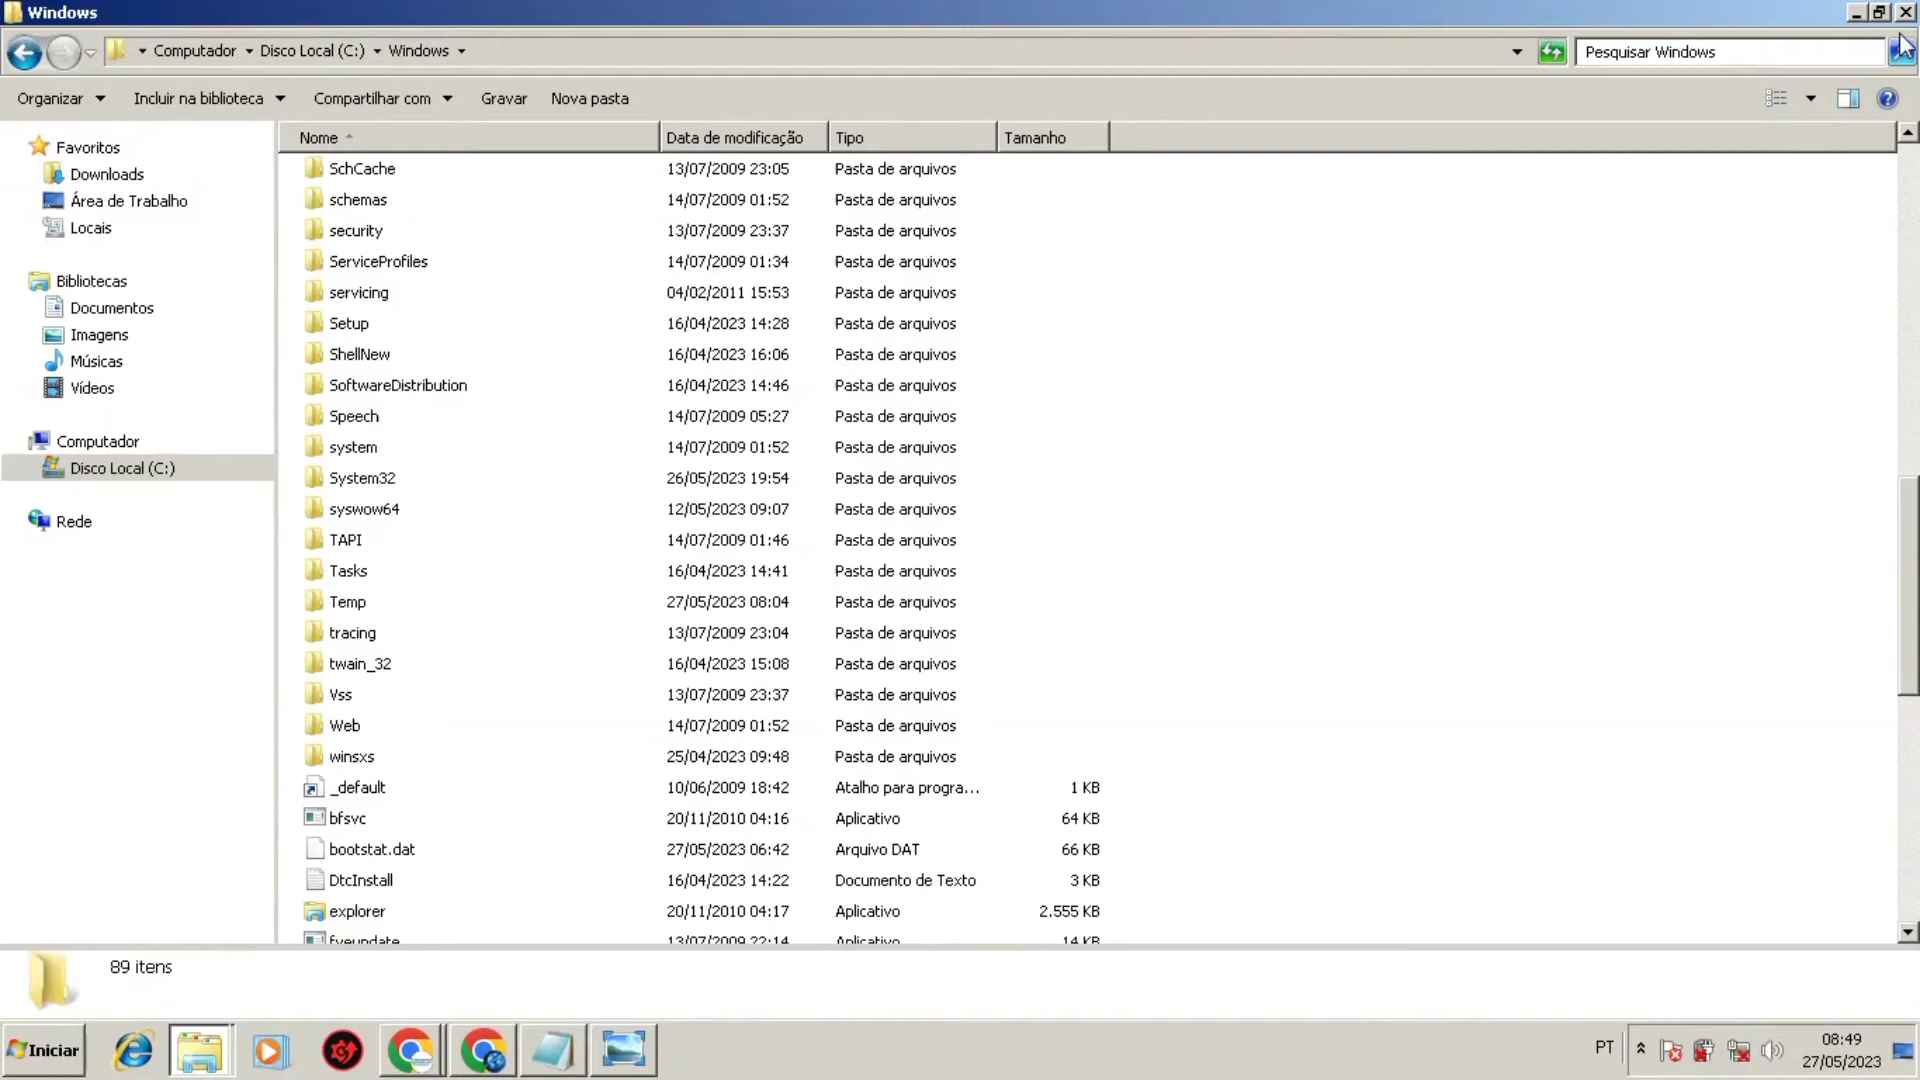 Windows
Computador Disco Local (C:) Windows
Pesquisar Windows
Organizar Incluir na biblioteca Compartilhar com Gravar Nova pasta
Favoritos
Downloads
Área de Trabalho
Locais
Bibliotecas
Documentos
Imagens
Músicas
Vídeos
Computador
Disco Local (C:)
Rede
Nome Data de modificação Tipo Tamanho
SchCache 13/07/2009 23:05 Pasta de arquivos
schemas 14/07/2009 01:52 Pasta de arquivos
security 13/07/2009 23:37 Pasta de arquivos
ServiceProfiles 14/07/2009 01:34 Pasta de arquivos
servicing 04/02/2011 15:53 Pasta de arquivos
Setup 16/04/2023 14:28 Pasta de arquivos
ShellNew 16/04/2023 16:06 Pasta de arquivos
SoftwareDistribution 16/04/2023 14:46 Pasta de arquivos
Speech 14/07/2009 05:27 Pasta de arquivos
system 14/07/2009 01:52 Pasta de arquivos
System32 26/05/2023 19:54 Pasta de arquivos
syswow64 12/05/2023 09:07 Pasta de arquivos
TAPI 14/07/2009 01:46 Pasta de arquivos
Tasks 16/04/2023 14:41 Pasta de arquivos
Temp 27/05/2023 08:04 Pasta de arquivos
tracing 13/07/2009 23:04 Pasta de arquivos
twain_32 16/04/2023 15:08 Pasta de arquivos
Vss 13/07/2009 23:37 Pasta de arquivos
Web 14/07/2009 01:52 Pasta de arquivos
winsxs 25/04/2023 09:48 Pasta de arquivos
_default 10/06/2009 18:42 Atalho para progra... 1 KB
bfsvc 20/11/2010 04:16 Aplicativo 64 KB
bootstat.dat 27/05/2023 06:42 Arquivo DAT 66 KB
DtcInstall 16/04/2023 14:22 Documento de Texto 3 KB
explorer 20/11/2010 04:17 Aplicativo 2.555 KB
fveupdate 13/07/2009 22:14 Aplicativo 14 KB
89 itens
Iniciar
PT
08:49
27/05/2023